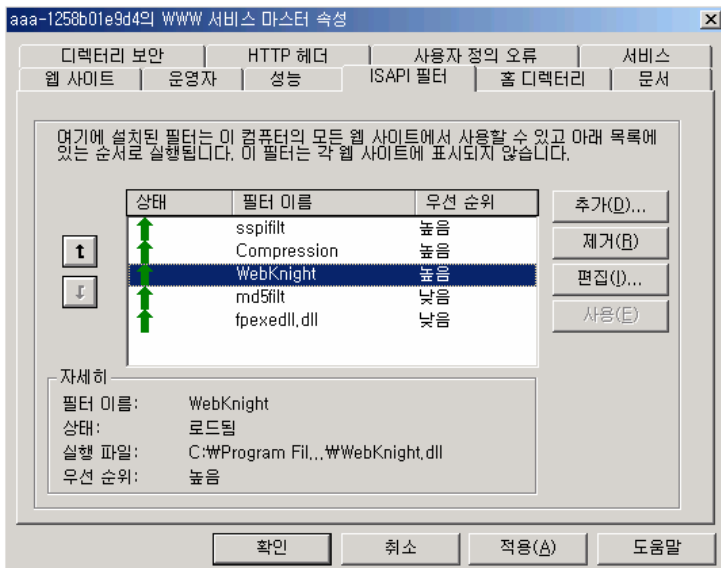 aaa-1258b01e9d4의 WWW 서비스 마스터 속성
디렉터리 보안 HTTP 헤더 사용자 정의 오류 서비스
웹 사이트 운영자 성능 ISAPI 필터 홈 디렉터리 문서
여기에 설치된 필터는 이 컴퓨터의 모든 웹 사이트에서 사용할 수 있고 아래 목록에
있는 순서로 실행됩니다. 이 필터는 각 웹 사이트에 표시되지 않습니다.
상태 필터 이름 우선 순위
sspifilt 높음
Compression 높음
WebKnight 높음
md5filt 낮음
fpexedll.dll 낮음
추가(D)...
제거(R)
편집(I)...
사용(E)
자세히
필터 이름: WebKnight
상태: 로드됨
실행 파일: C:₩Program Fil...₩WebKnight.dll
우선 순위: 높음
확인 취소 적용(A) 도움말